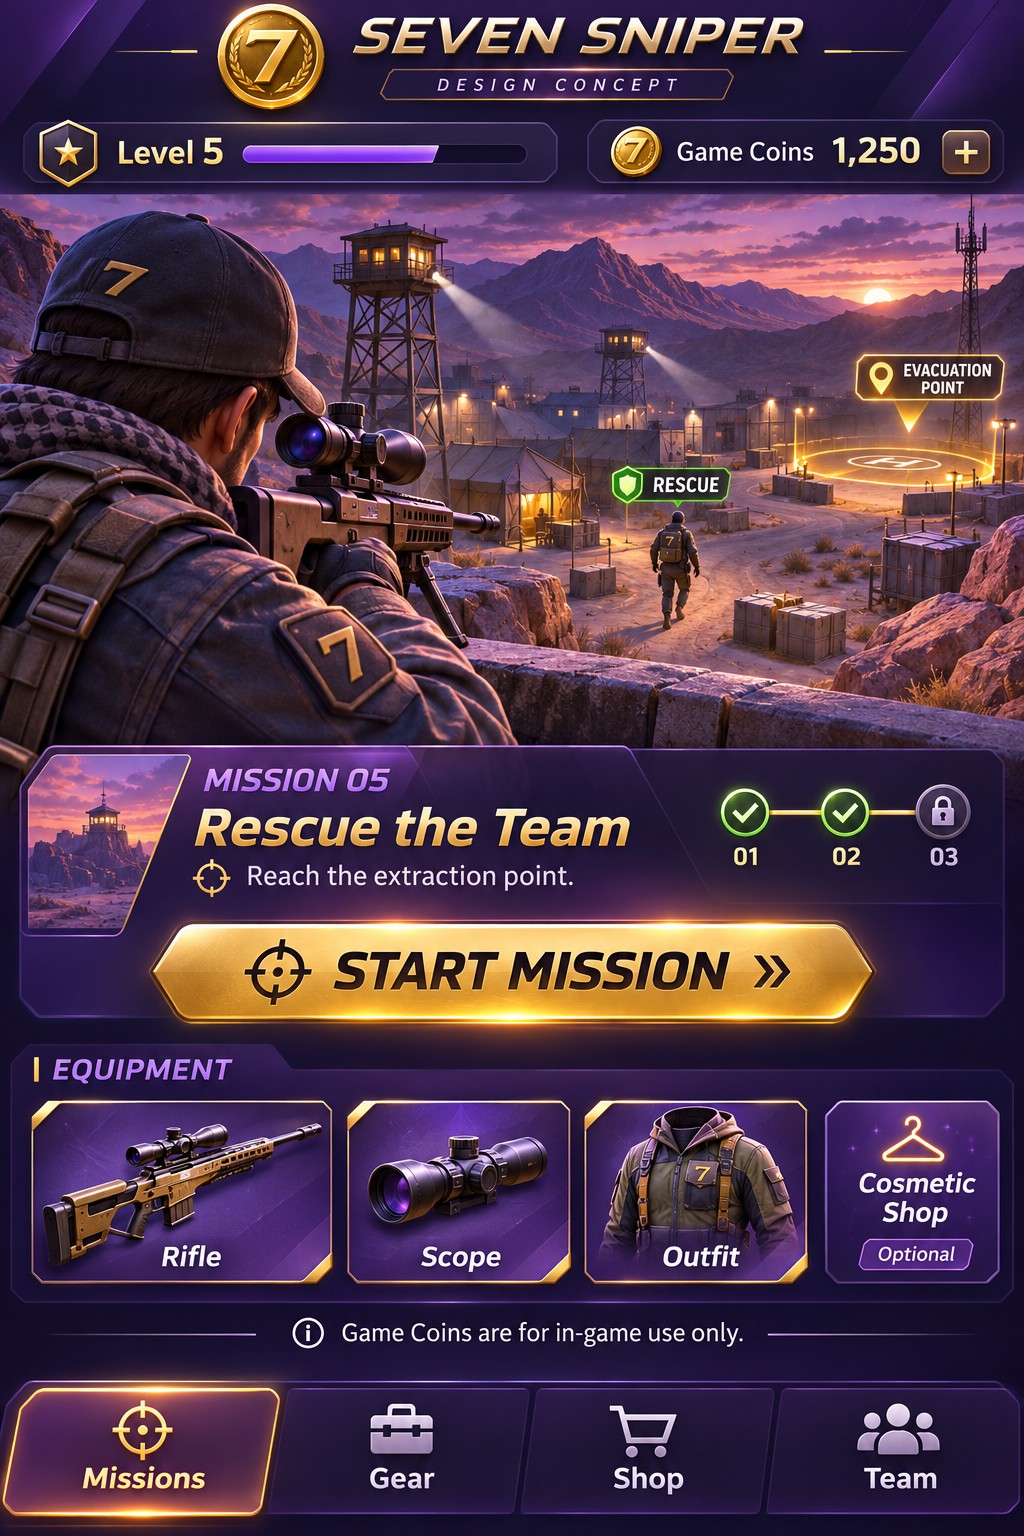 7
SEVEN SNIPER
DESIGN CONCEPT
Level 5
7
Game Coins 1,250 +
7
EVACUATION
POINT
H
RESCUE
7
7
MISSION 05
Rescue the Team
Reach the extraction point.
01 02 03
START MISSION
EQUIPMENT
Rifle
Scope
7
Outfit
Cosmetic
Shop
Optional
Game Coins are for in-game use only.
Missions
Gear
Shop
Team